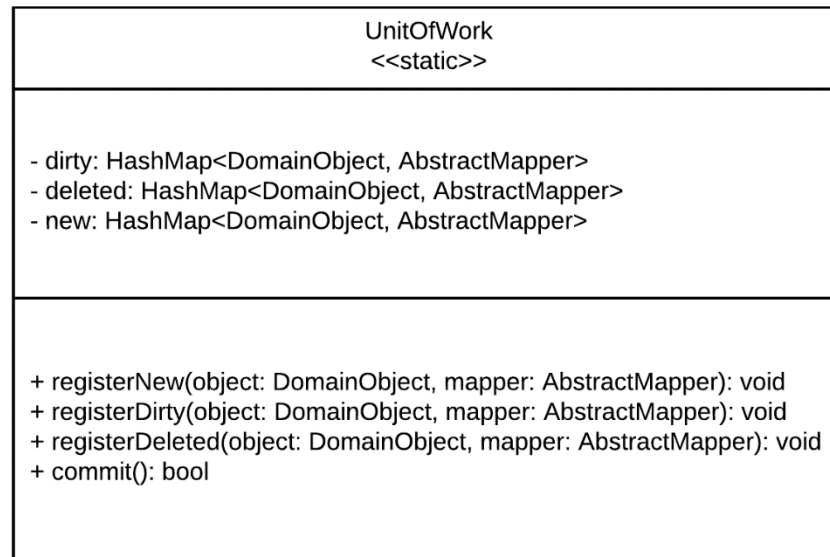 UnitOfWork
<<static>>
- dirty: HashMap<DomainObject, AbstractMapper>
- deleted: HashMap<DomainObject, AbstractMapper>
- new: HashMap<DomainObject, AbstractMapper>
+ registerNew(object: DomainObject, mapper: AbstractMapper): void
+ registerDirty(object: DomainObject, mapper: AbstractMapper): void
+ registerDeleted(object: DomainObject, mapper: AbstractMapper): void
+ commit(): bool